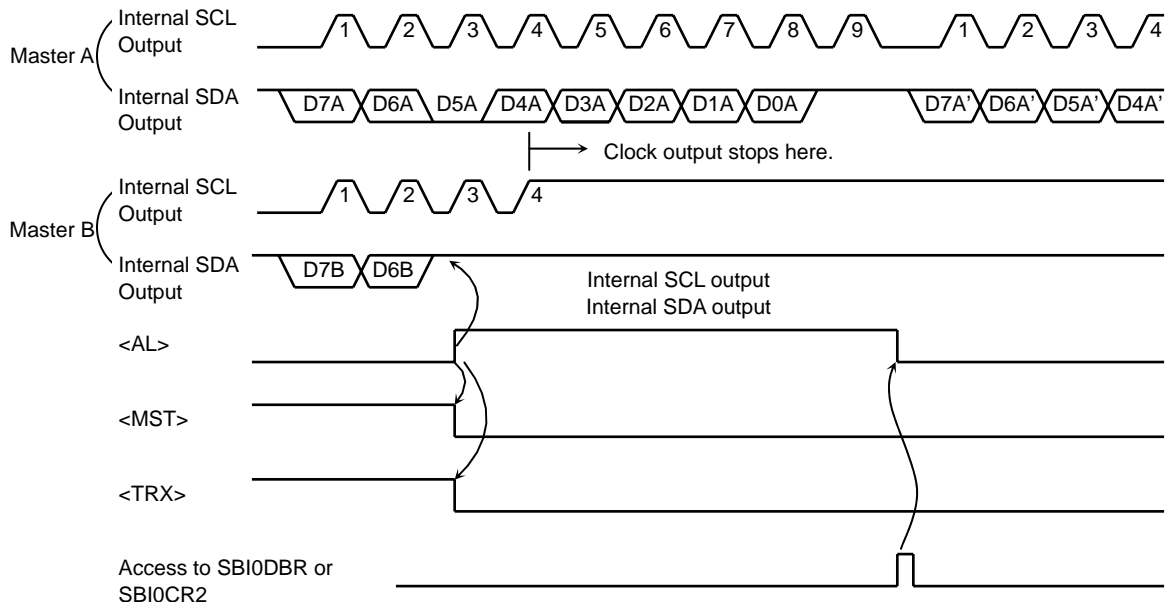 Internal SCL
Output
1 2 3 4 5 6 7 8 9 1 2 3 4
Master A
Internal SDA
Output
D7A D6A D5A D4A D3A D2A D1A D0A D7A' D6A' D5A' D4A'
Clock output stops here.
Internal SCL
Output
1 2 3 4
Master B
Internal SDA
Output
D7B D6B
Internal SCL output
Internal SDA output
<AL>
<MST>
<TRX>
Access to SBI0DBR or
SBI0CR2